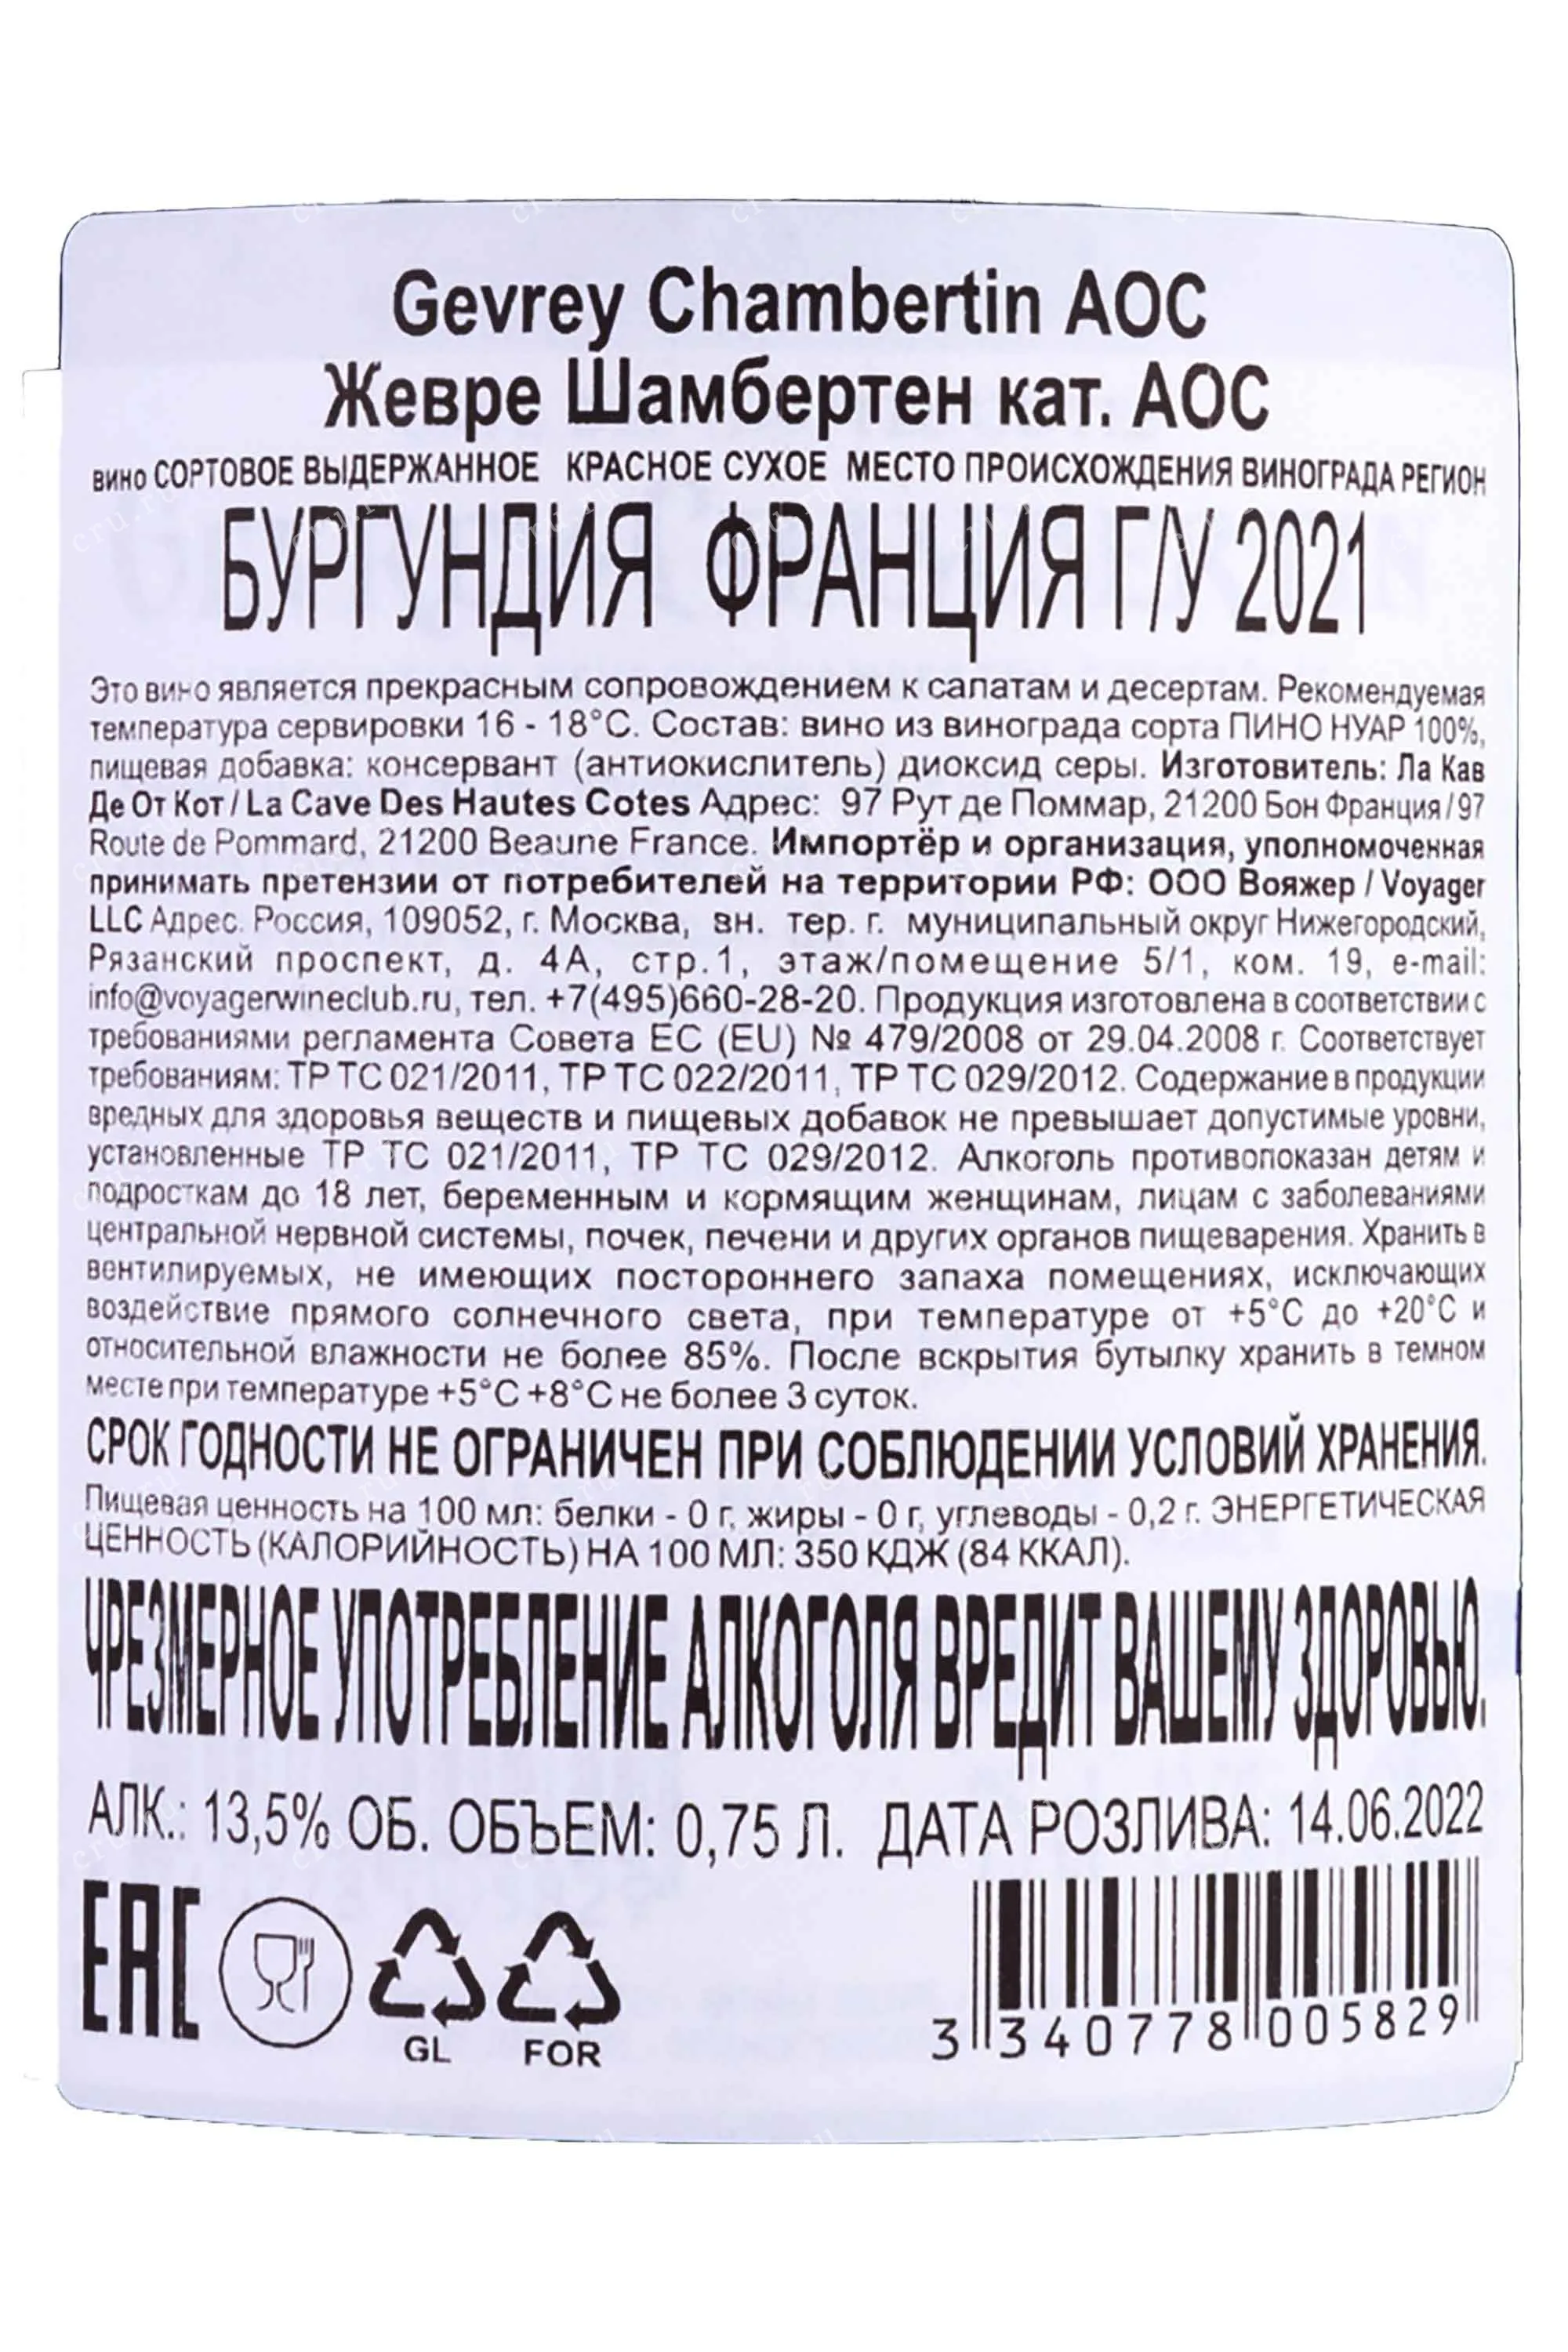 Gevrey Chambertin AOC
Жевре Шамбертен кат. АОС
вино СОРТОВОЕ ВЫДЕРЖАННОЕ КРАСНОЕ СУХОЕ МЕСТО ПРОИСХОЖДЕНИЯ ВИНОГРАДА РЕГИОН
БУРГУНДИЯ ФРАНЦИЯ Г/У 2021
Это вино является прекрасным сопровождением к салатам и десертам. Рекомендуемая
температура сервировки 16 - 18°С. Состав: вино из винограда сорта ПИНО НУАР 100%,
пищевая добавка: консервант (антиокислитель) диоксид серы. Изготовитель: Ла Кав
Де От Кот / La Cave Des Hautes Cotes Адрес: 97 Рут де Поммар, 21200 Бон Франция / 97
Route de Pommard, 21200 Beaune France. Импортёр и организация, уполномоченная
принимать претензии от потребителей на территории РФ: ООО Вояжер / Voyager
LLC Адрес. Россия, 109052, г. Москва, вн. тер. г. муниципальный округ Нижегородский,
Рязанский проспект, д. 4А, стр.1, этаж/помещение 5/1, ком. 19, e-mail:
info@voyagerwineclub.ru, тел. +7(495)660-28-20. Продукция изготовлена в соответствии с
требованиями регламента Совета ЕС (EU) № 479/2008 от 29.04.2008 г. Соответствует
требованиям: ТР ТС 021/2011, ТР ТС 022/2011, ТР ТС 029/2012. Содержание в продукции
вредных для здоровья веществ и пищевых добавок не превышает допустимые уровни,
установленные ТР ТС 021/2011, ТР ТС 029/2012. Алкоголь противопоказан детям и
подросткам до 18 лет, беременным и кормящим женщинам, лицам с заболеваниями
центральной нервной системы, почек, печени и других органов пищеварения. Хранить в
вентилируемых, не имеющих постороннего запаха помещениях, исключающих
воздействие прямого солнечного света, при температуре от +5°С до +20°С и
относительной влажности не более 85%. После вскрытия бутылку хранить в темном
месте при температуре +5°С +8°С не более 3 суток.
СРОК ГОДНОСТИ НЕ ОГРАНИЧЕН ПРИ СОБЛЮДЕНИИ УСЛОВИЙ ХРАНЕНИЯ.
Пищевая ценность на 100 мл: белки - 0 г, жиры - 0 г, углеводы - 0,2 г. ЭНЕРГЕТИЧЕСКАЯ
ЦЕННОСТЬ (КАЛОРИЙНОСТЬ) НА 100 МЛ: 350 КДЖ (84 ККАЛ).
ЧРЕЗМЕРНОЕ УПОТРЕБЛЕНИЕ АЛКОГОЛЯ ВРЕДИТ ВАШЕМУ ЗДОРОВЬЮ.
АЛК.: 13,5% ОБ. ОБЪЕМ: 0,75 Л. ДАТА РОЗЛИВА: 14.06.2022
EAC
GL FOR
3 340778 005829